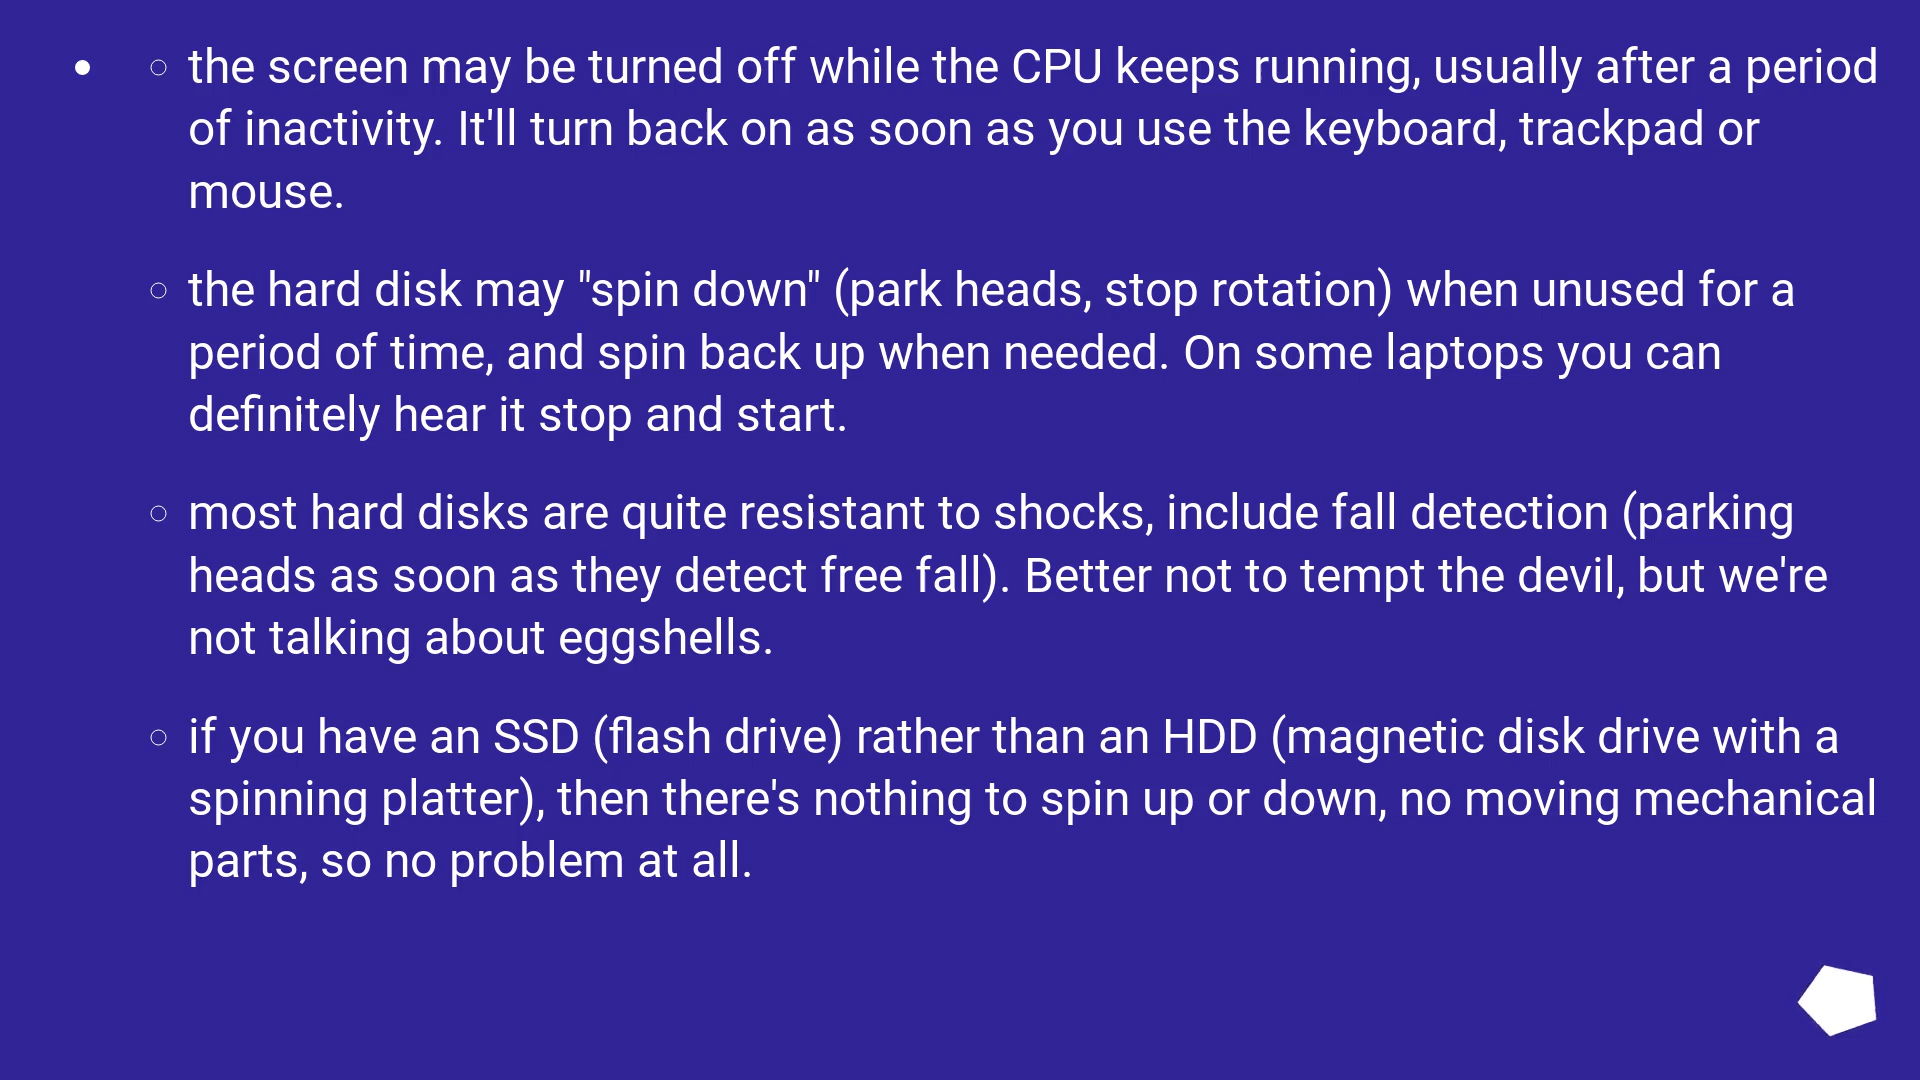 the screen may be turned off while the CPU keeps running, usually after a period
of inactivity. It'll turn back on as soon as you use the keyboard, trackpad or
mouse.
the hard disk may "spin down" (park heads, stop rotation) when unused for a
period of time, and spin back up when needed. On some laptops you can
definitely hear it stop and start.
most hard disks are quite resistant to shocks, include fall detection (parking
heads as soon as they detect free fall). Better not to tempt the devil, but we're
not talking about eggshells.
if you have an SSD (flash drive) rather than an HDD (magnetic disk drive with a
spinning platter), then there's nothing to spin up or down, no moving mechanical
parts, so no problem at all.